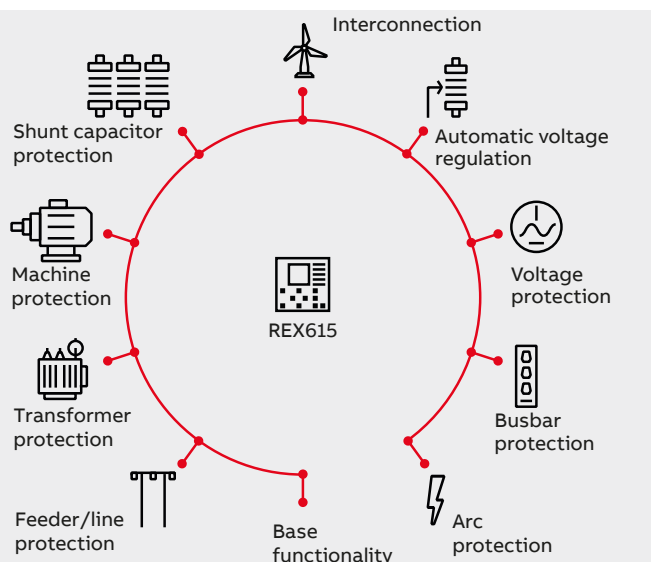 Interconnection
Shunt capacitor
protection
Automatic voltage
regulation
Machine
protection
REX615
Voltage
protection
Transformer
protection
Busbar
protection
Feeder/line
protection
Base
functionality
Arc
protection